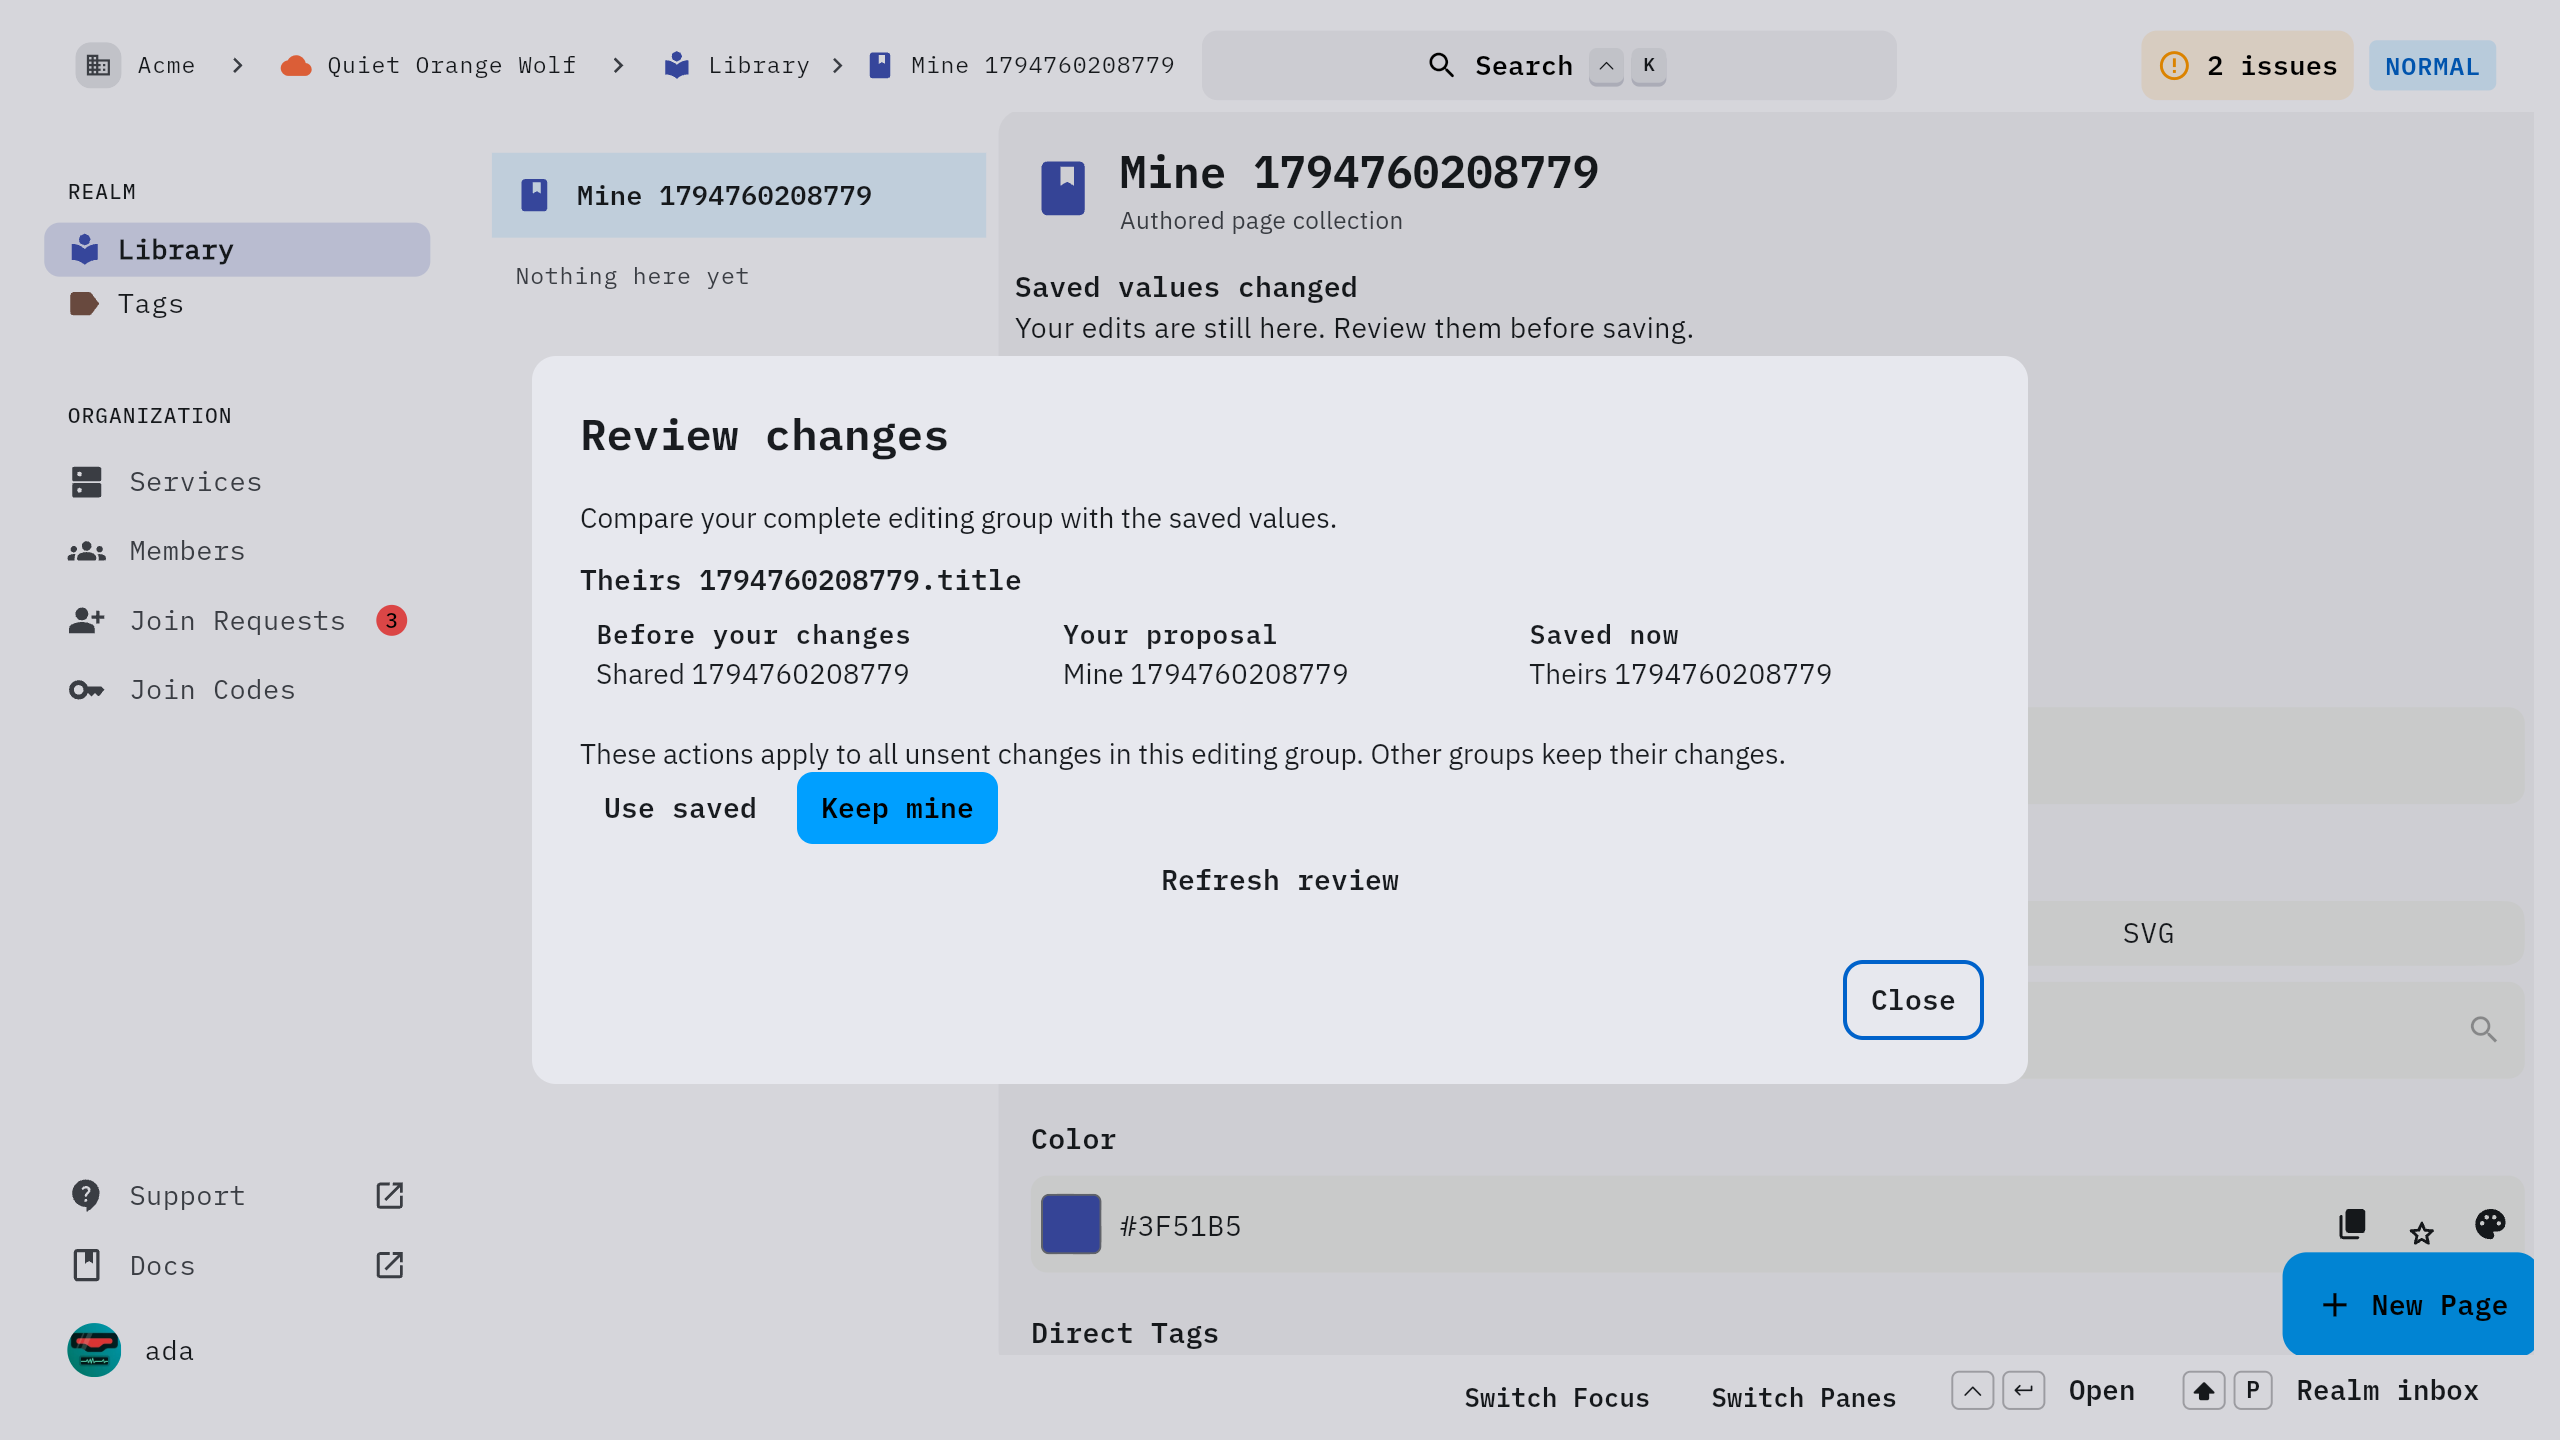 Acme
Quiet Orange Wolf
Library
Mine 1794760208779
Search K
2 issues
NORMAL
REALM
Library
Tags
ORGANIZATION
Services
Members
Join Requests 3
Join Codes
Support
Docs
ada
Mine 1794760208779
Nothing here yet
Mine 1794760208779
Authored page collection
Saved values changed
Your edits are still here. Review them before saving.
Review changes
Compare your complete editing group with the saved values.
Theirs 1794760208779.title
Before your changes
Shared 1794760208779
Your proposal
Mine 1794760208779
Saved now
Theirs 1794760208779
These actions apply to all unsent changes in this editing group. Other groups keep their changes.
Use saved
Keep mine
Refresh review
Close
SVG
Color
#3F51B5
Direct Tags
New Page
Switch Focus
Switch Panes
Open
P
Realm inbox